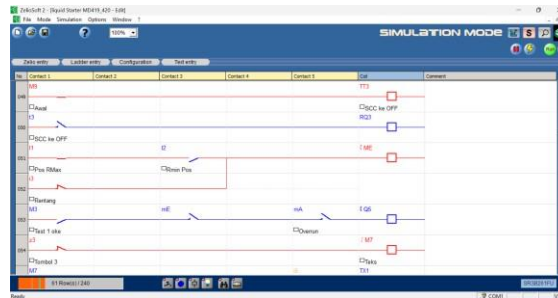 ZelioSoft 2 - [liquid Starter MD419_420 - Edit]
File Mode Simulation Options Window ?
100%
SIMULATION MODE
S
Zelio entry Ladder entry Configuration Text entry
No Contact 1 Contact 2 Contact 3 Contact 4 Contact 5 Coil Comment
M9 TT3
049
Awal SCC ke OFF
t3 RQ3
050
SCC ke OFF
I1 I2 ME
051
Pos RMax Rmin Pos
i3
052
Rentang
M3 mE mA QB
053
Test 1 oke Overrun
z3 M7
054
Tombol 3 Teks
M7 TX1
61 Row(s) / 240
Ready COM1